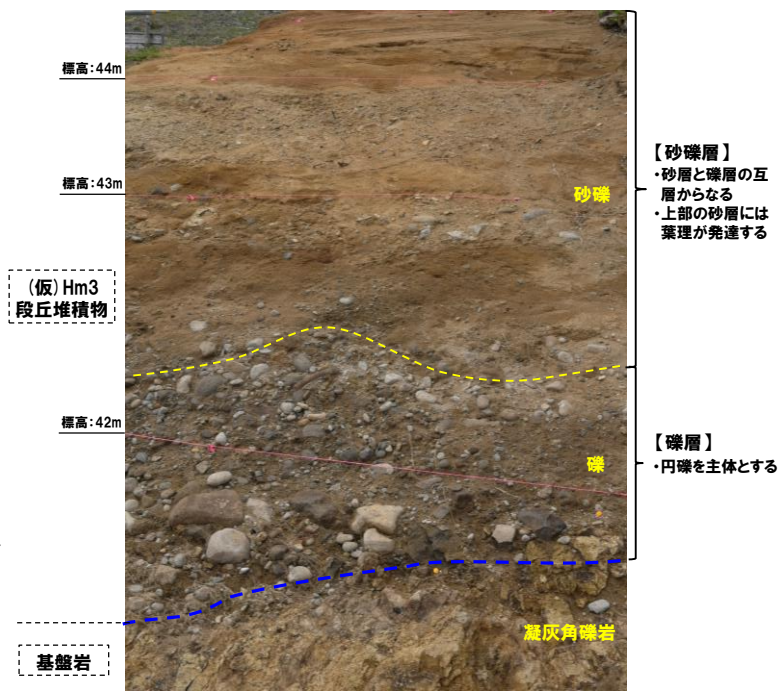 標高:44m
標高:43m
(仮)Hm3
段丘堆積物
標高:42m
基盤岩
砂礫
礫
凝灰角礫岩
【砂礫層】
・砂層と礫層の互
層からなる
・上部の砂層には
葉理が発達する
【礫層】
・円礫を主体とする